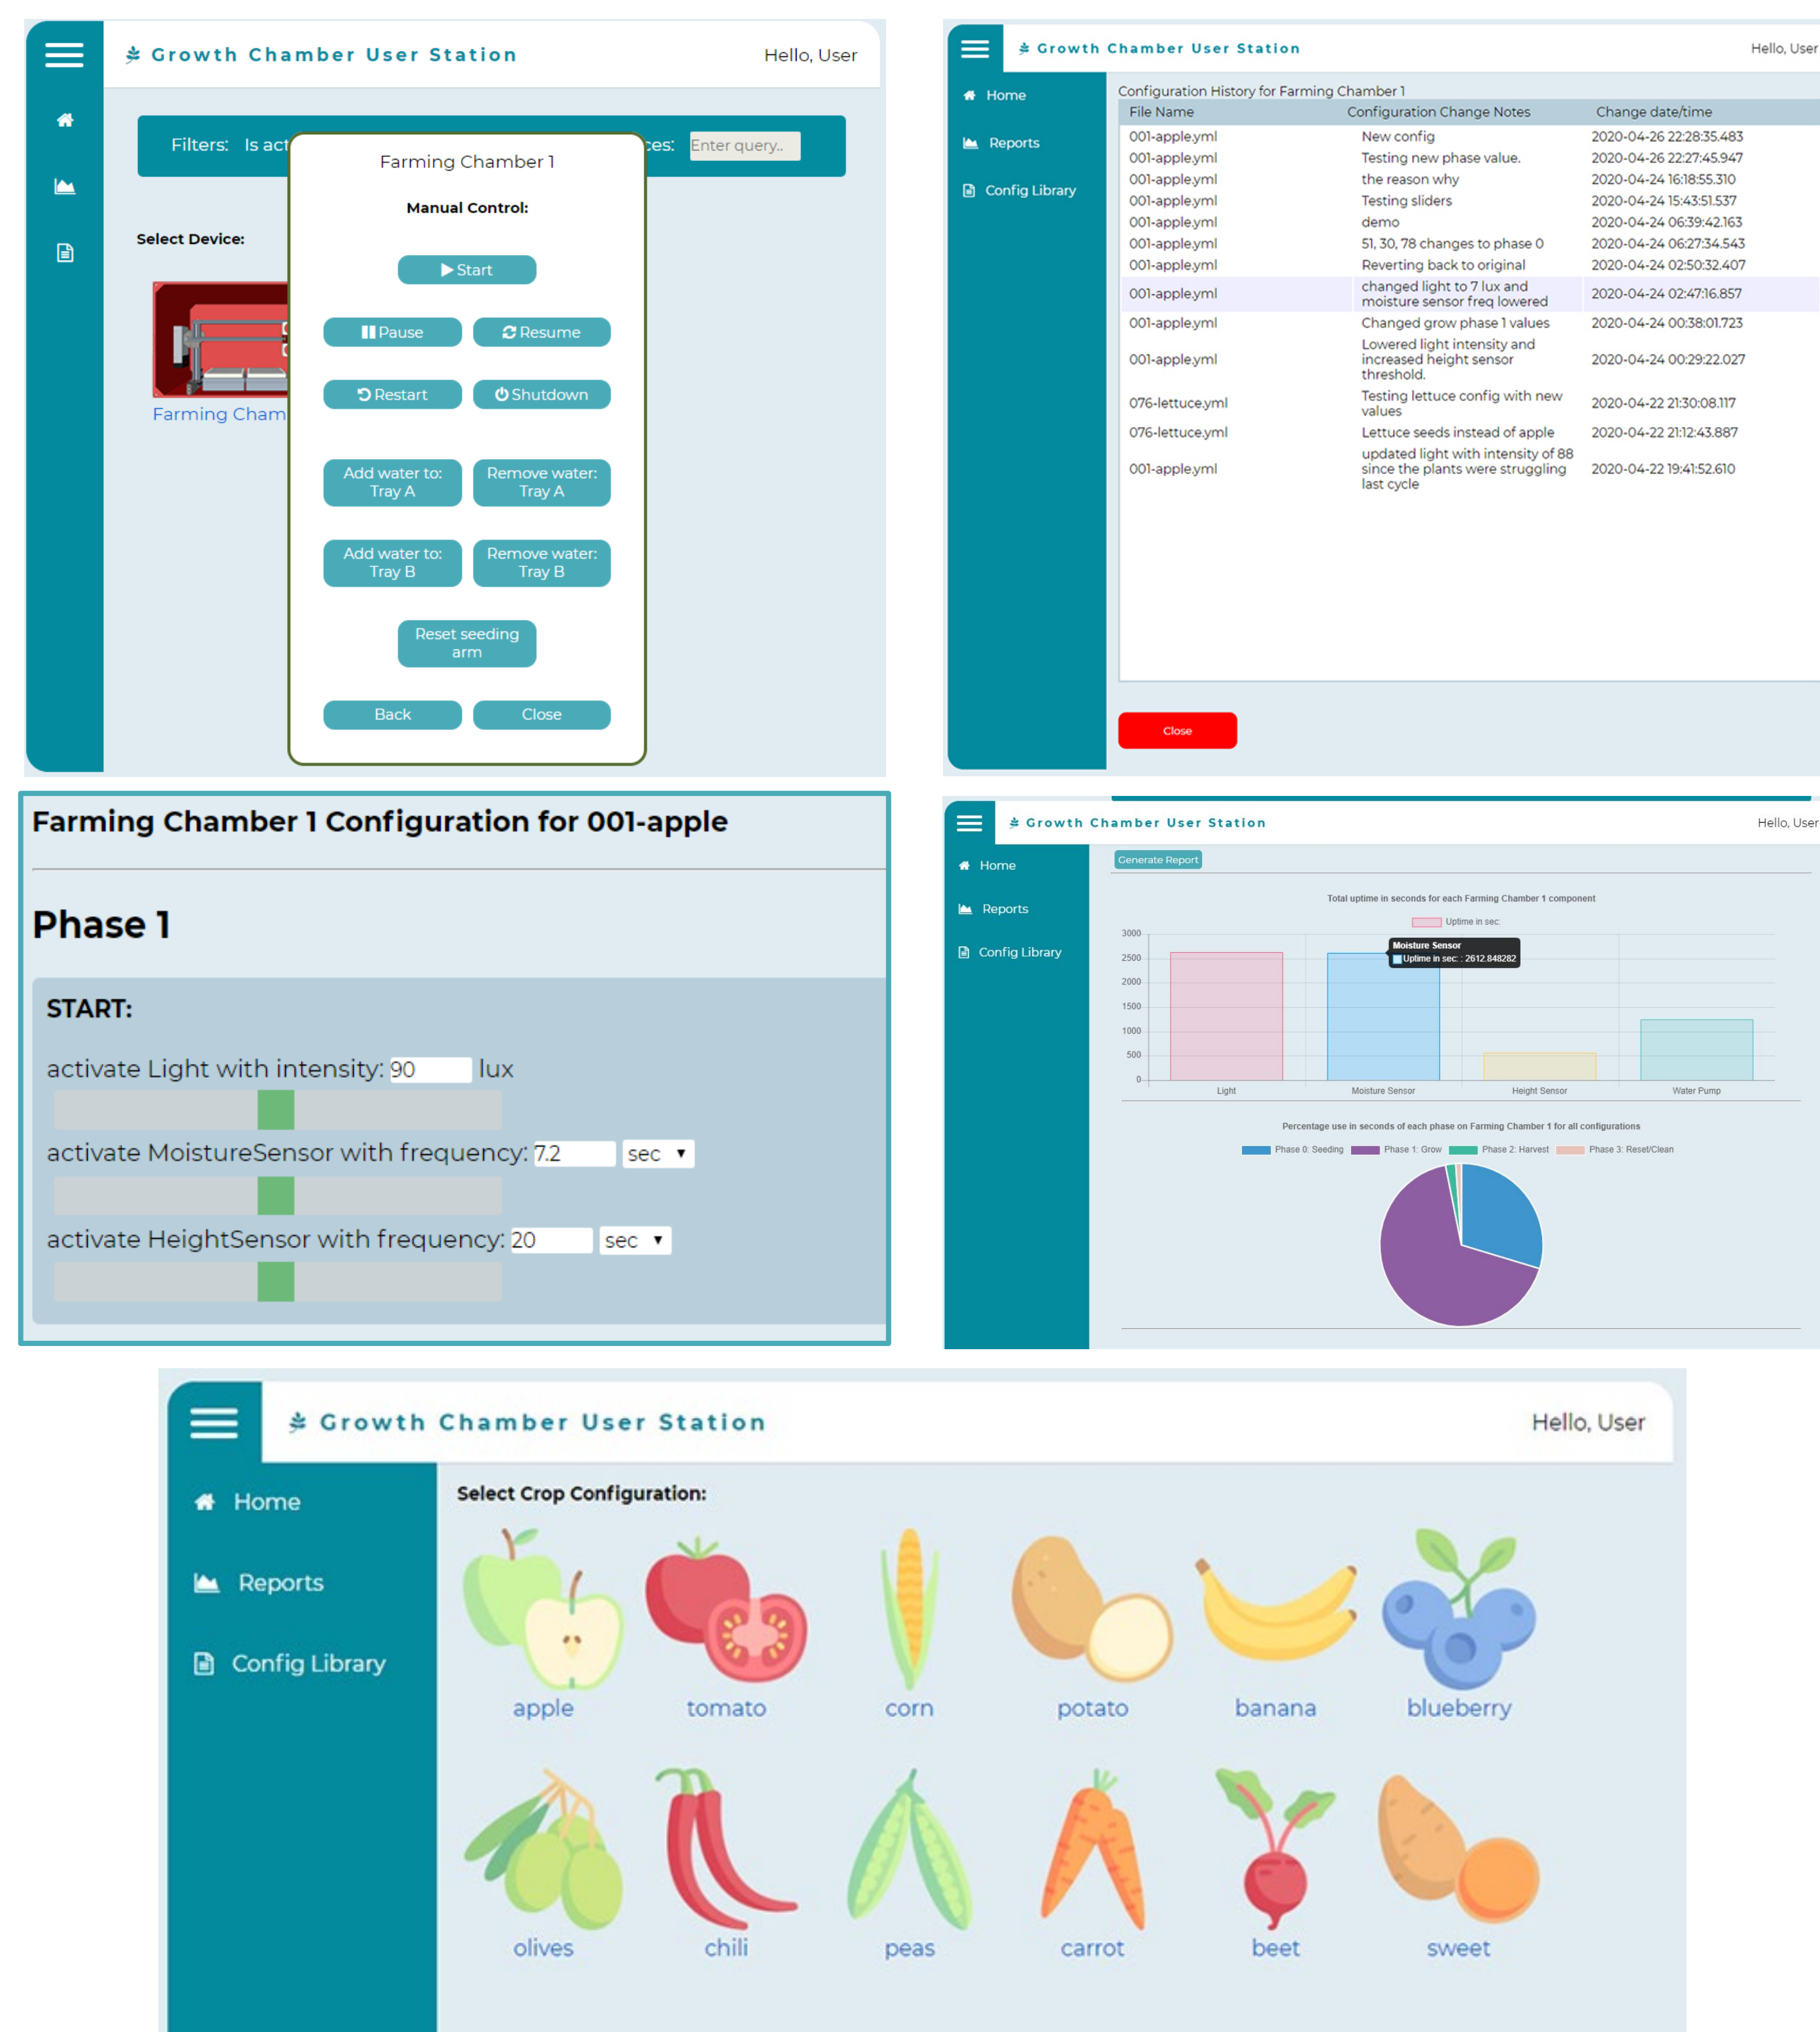 Growth Chamber User Station
Hello, User
Filters: Is act
ces: Enter query..
Select Device:
Farming Cham
Farming Chamber 1
Manual Control:
Start
Pause Resume
Restart Shutdown
Add water to: Tray A
Remove water: Tray A
Add water to: Tray B
Remove water: Tray B
Reset seeding arm
Back Close
Growth Chamber User Station
Hello, User
Home
Reports
Config Library
Configuration History for Farming Chamber 1
File Name Configuration Change Notes Change date/time
001-apple.yml New config 2020-04-26 22:28:35.483
001-apple.yml Testing new phase value. 2020-04-26 22:27:45.947
001-apple.yml the reason why 2020-04-24 16:18:55.310
001-apple.yml Testing sliders 2020-04-24 15:43:51.537
001-apple.yml demo 2020-04-24 06:39:42.163
001-apple.yml 51, 30, 78 changes to phase 0 2020-04-24 06:27:34.543
001-apple.yml Reverting back to original 2020-04-24 02:50:32.407
001-apple.yml changed light to 7 lux and moisture sensor freq lowered 2020-04-24 02:47:16.857
001-apple.yml Changed grow phase 1 values 2020-04-24 00:38:01.723
001-apple.yml Lowered light intensity and increased height sensor threshold. 2020-04-24 00:29:22.027
076-lettuce.yml Testing lettuce config with new values 2020-04-22 21:30:08.117
076-lettuce.yml Lettuce seeds instead of apple 2020-04-22 21:12:43.887
001-apple.yml updated light with intensity of 88 since the plants were struggling last cycle 2020-04-22 19:41:52.610
Close
Farming Chamber 1 Configuration for 001-apple
Phase 1
START:
activate Light with intensity: 90 lux
activate MoistureSensor with frequency: 7.2 sec
activate HeightSensor with frequency: 20 sec
Growth Chamber User Station
Hello, User
Home
Reports
Config Library
Generate Report
Total uptime in seconds for each Farming Chamber 1 component
Uptime in sec:
3000
2500
2000
1500
1000
500
0
Moisture Sensor
Uptime in sec: : 2612.848282
Light Moisture Sensor Height Sensor Water Pump
Percentage use in seconds of each phase on Farming Chamber 1 for all configurations
Phase 0: Seeding Phase 1: Grow Phase 2: Harvest Phase 3: Reset/Clean
Growth Chamber User Station
Hello, User
Home
Reports
Config Library
Select Crop Configuration:
apple tomato corn potato banana blueberry
olives chili peas carrot beet sweet